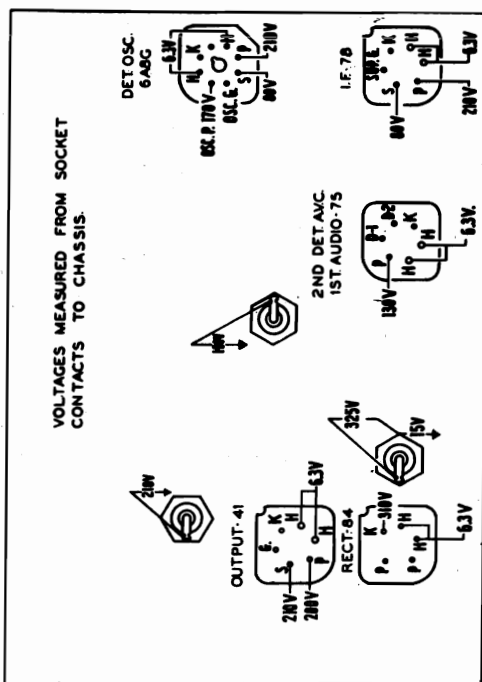 VOLTAGES MEASURED FROM SOCKET
CONTACTS TO CHASSIS.
210V
OUTPUT-41
G.
K
S
H
P
H
6.3V
210V
200V
RECT-84
K
310V
P
H
P
H
6.3V
325V
15V
2ND DET. A.V.C.
1ST. AUDIO-75
D-1
D-2
P
K
H
H
130V
6.3V.
DET. OSC.
6A8G
6.3V
H
K
H
P
S
210V
80V
OSC. P. 170V
OSC. G.
I.F.-78
SUP. G.
K
H
H
S
P
6.3V
80V
210V